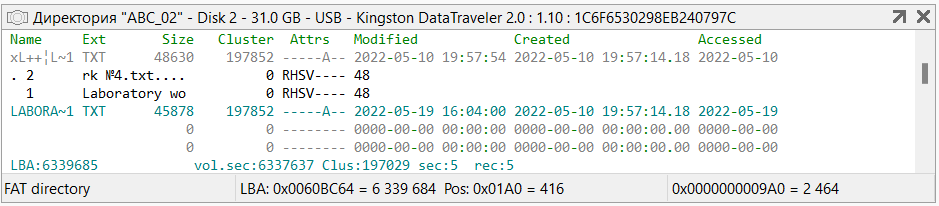 Директория "ABC_02" - Disk 2 - 31.0 GB - USB - Kingston DataTraveler 2.0 : 1.10 : 1C6F6530298EB240797C
Name Ext Size Cluster Attrs Modified Created Accessed
xL++¦L~1 TXT 48630 197852 -----A-- 2022-05-10 19:57:54 2022-05-10 19:57:14.18 2022-05-10
. 2 rk №4.txt.... 0 RHSV---- 48
1 Laboratory wo 0 RHSV---- 48
LABORA~1 TXT 45878 197852 -----A-- 2022-05-19 16:04:00 2022-05-10 19:57:14.18 2022-05-19
0 0 -------- 0000-00-00 00:00:00 0000-00-00 00:00:00.00 0000-00-00
0 0 -------- 0000-00-00 00:00:00 0000-00-00 00:00:00.00 0000-00-00
LBA:6339685 vol.sec:6337637 Clus:197029 sec:5 rec:5
FAT directory LBA: 0x0060BC64 = 6 339 684 Pos: 0x01A0 = 416 0x0000000009A0 = 2 464